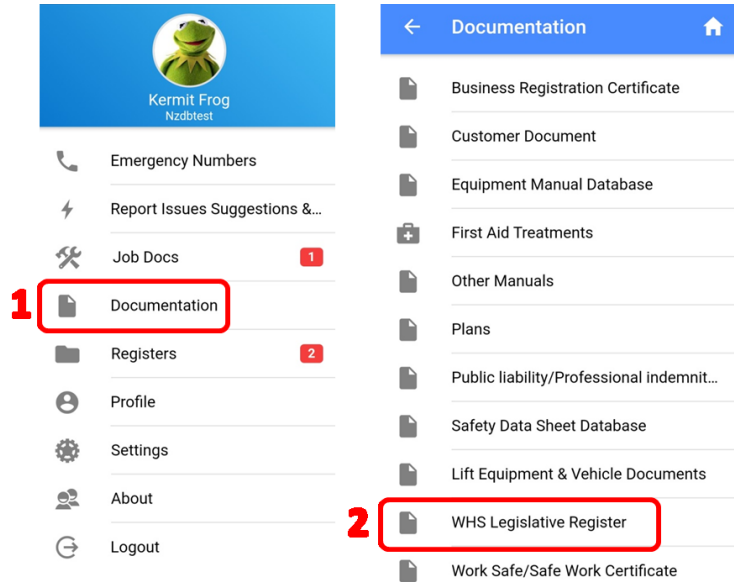 Kermit Frog
Nzdbtest
Emergency Numbers
Report Issues Suggestions &...
Job Docs 1
1 Documentation
Registers 2
Profile
Settings
About
Logout
Documentation
Business Registration Certificate
Customer Document
Equipment Manual Database
First Aid Treatments
Other Manuals
Plans
Public liability/Professional indemnit...
Safety Data Sheet Database
Lift Equipment & Vehicle Documents
2 WHS Legislative Register
Work Safe/Safe Work Certificate